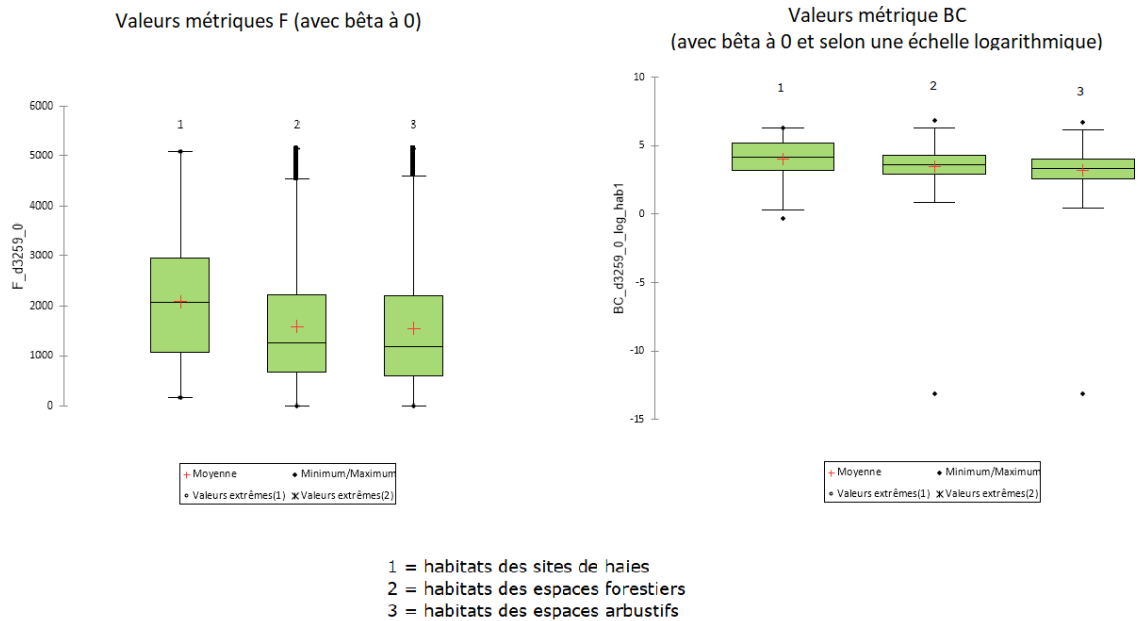 Valeurs métriques F (avec bêta à 0)
6000
5000
4000
3000
2000
1000
0
F_d3259_0
1
2
3
+ Moyenne
• Minimum/Maximum
∘ Valeurs extrêmes(1)
ӿ Valeurs extrêmes(2)
Valeurs métrique BC
(avec bêta à 0 et selon une échelle logarithmique)
10
5
0
-5
-10
-15
BC_d3259_0_log_hab1
1
2
3
+ Moyenne
• Minimum/Maximum
∘ Valeurs extrêmes(1)
ӿ Valeurs extrêmes(2)
1 = habitats des sites de haies
2 = habitats des espaces forestiers
3 = habitats des espaces arbustifs